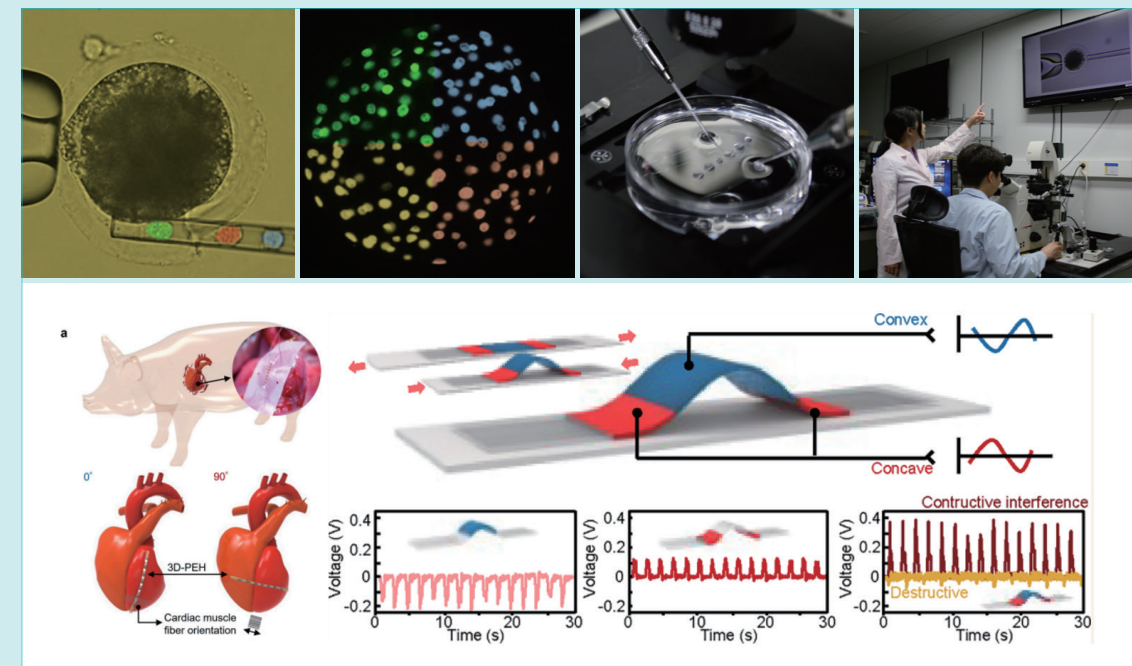 a
0°
90°
3D-PEH
Cardiac muscle
fiber orientation
Convex
Concave
Voltage (V)
0.4
0.2
0
-0.2
0
10
20
30
Time (s)
Voltage (V)
0.4
0.2
0
-0.2
0
10
20
30
Time (s)
Contructive interference
Voltage (V)
0.4
0.2
0
-0.2
Destructive
0
10
20
30
Time (s)